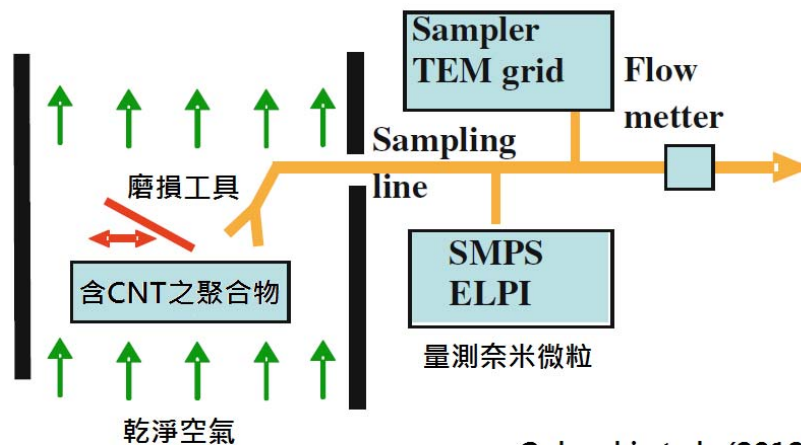 Sampler
TEM grid
Flow
metter
Sampling
line
磨損工具
含CNT之聚合物
SMPS
ELPI
量測奈米微粒
乾淨空氣